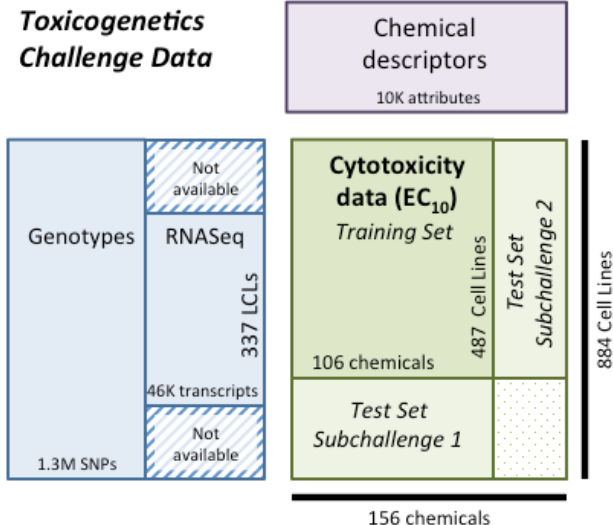 Toxicogenetics
Challenge Data
Chemical
descriptors
10K attributes
Not
available
Genotypes
RNASeq
337 LCLs
46K transcripts
Not
available
1.3M SNPs
Cytotoxicity
data (EC10)
Training Set
487 Cell Lines
106 chemicals
Test Set
Subchallenge 2
Test Set
Subchallenge 1
884 Cell Lines
156 chemicals